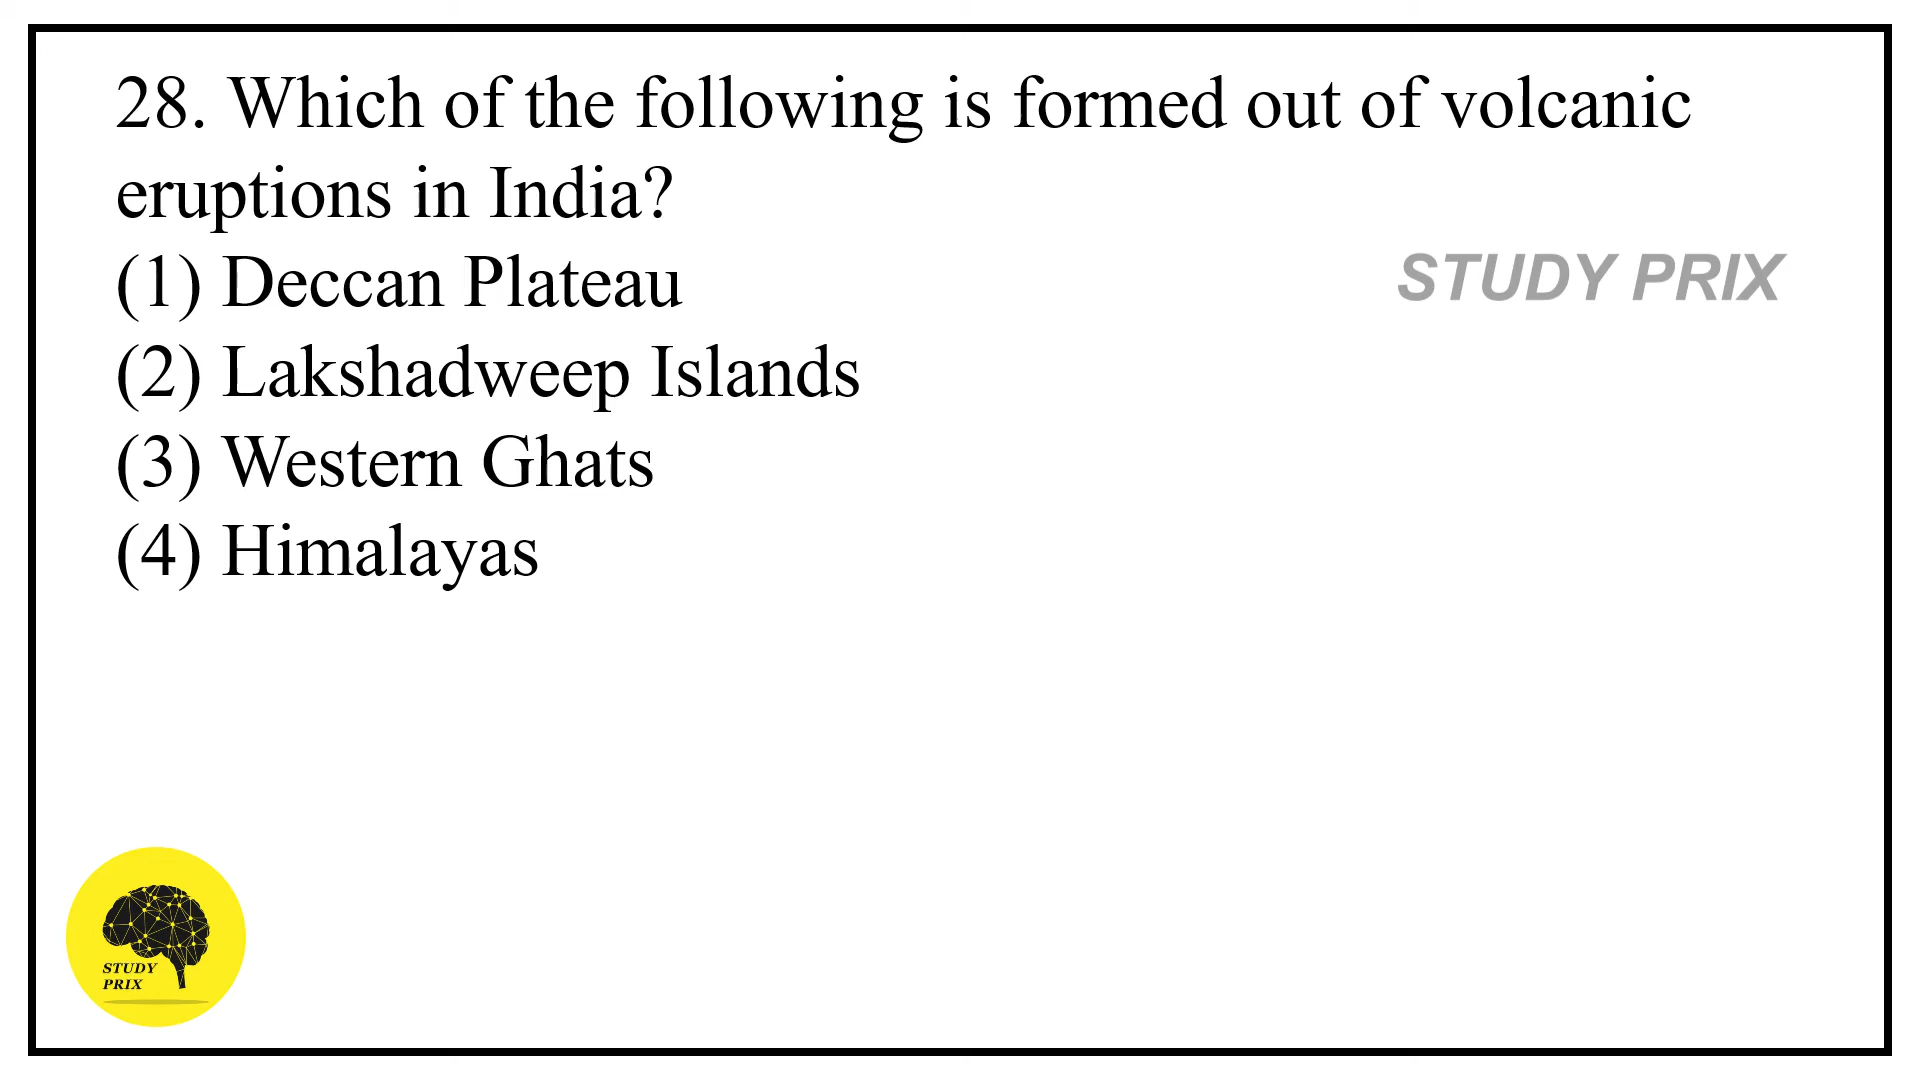 28. Which of the following is formed out of volcanic
eruptions in India?
(1) Deccan Plateau
STUDY PRIX
(2) Lakshadweep Islands
(3) Western Ghats
(4) Himalayas
STUDY
PRIX